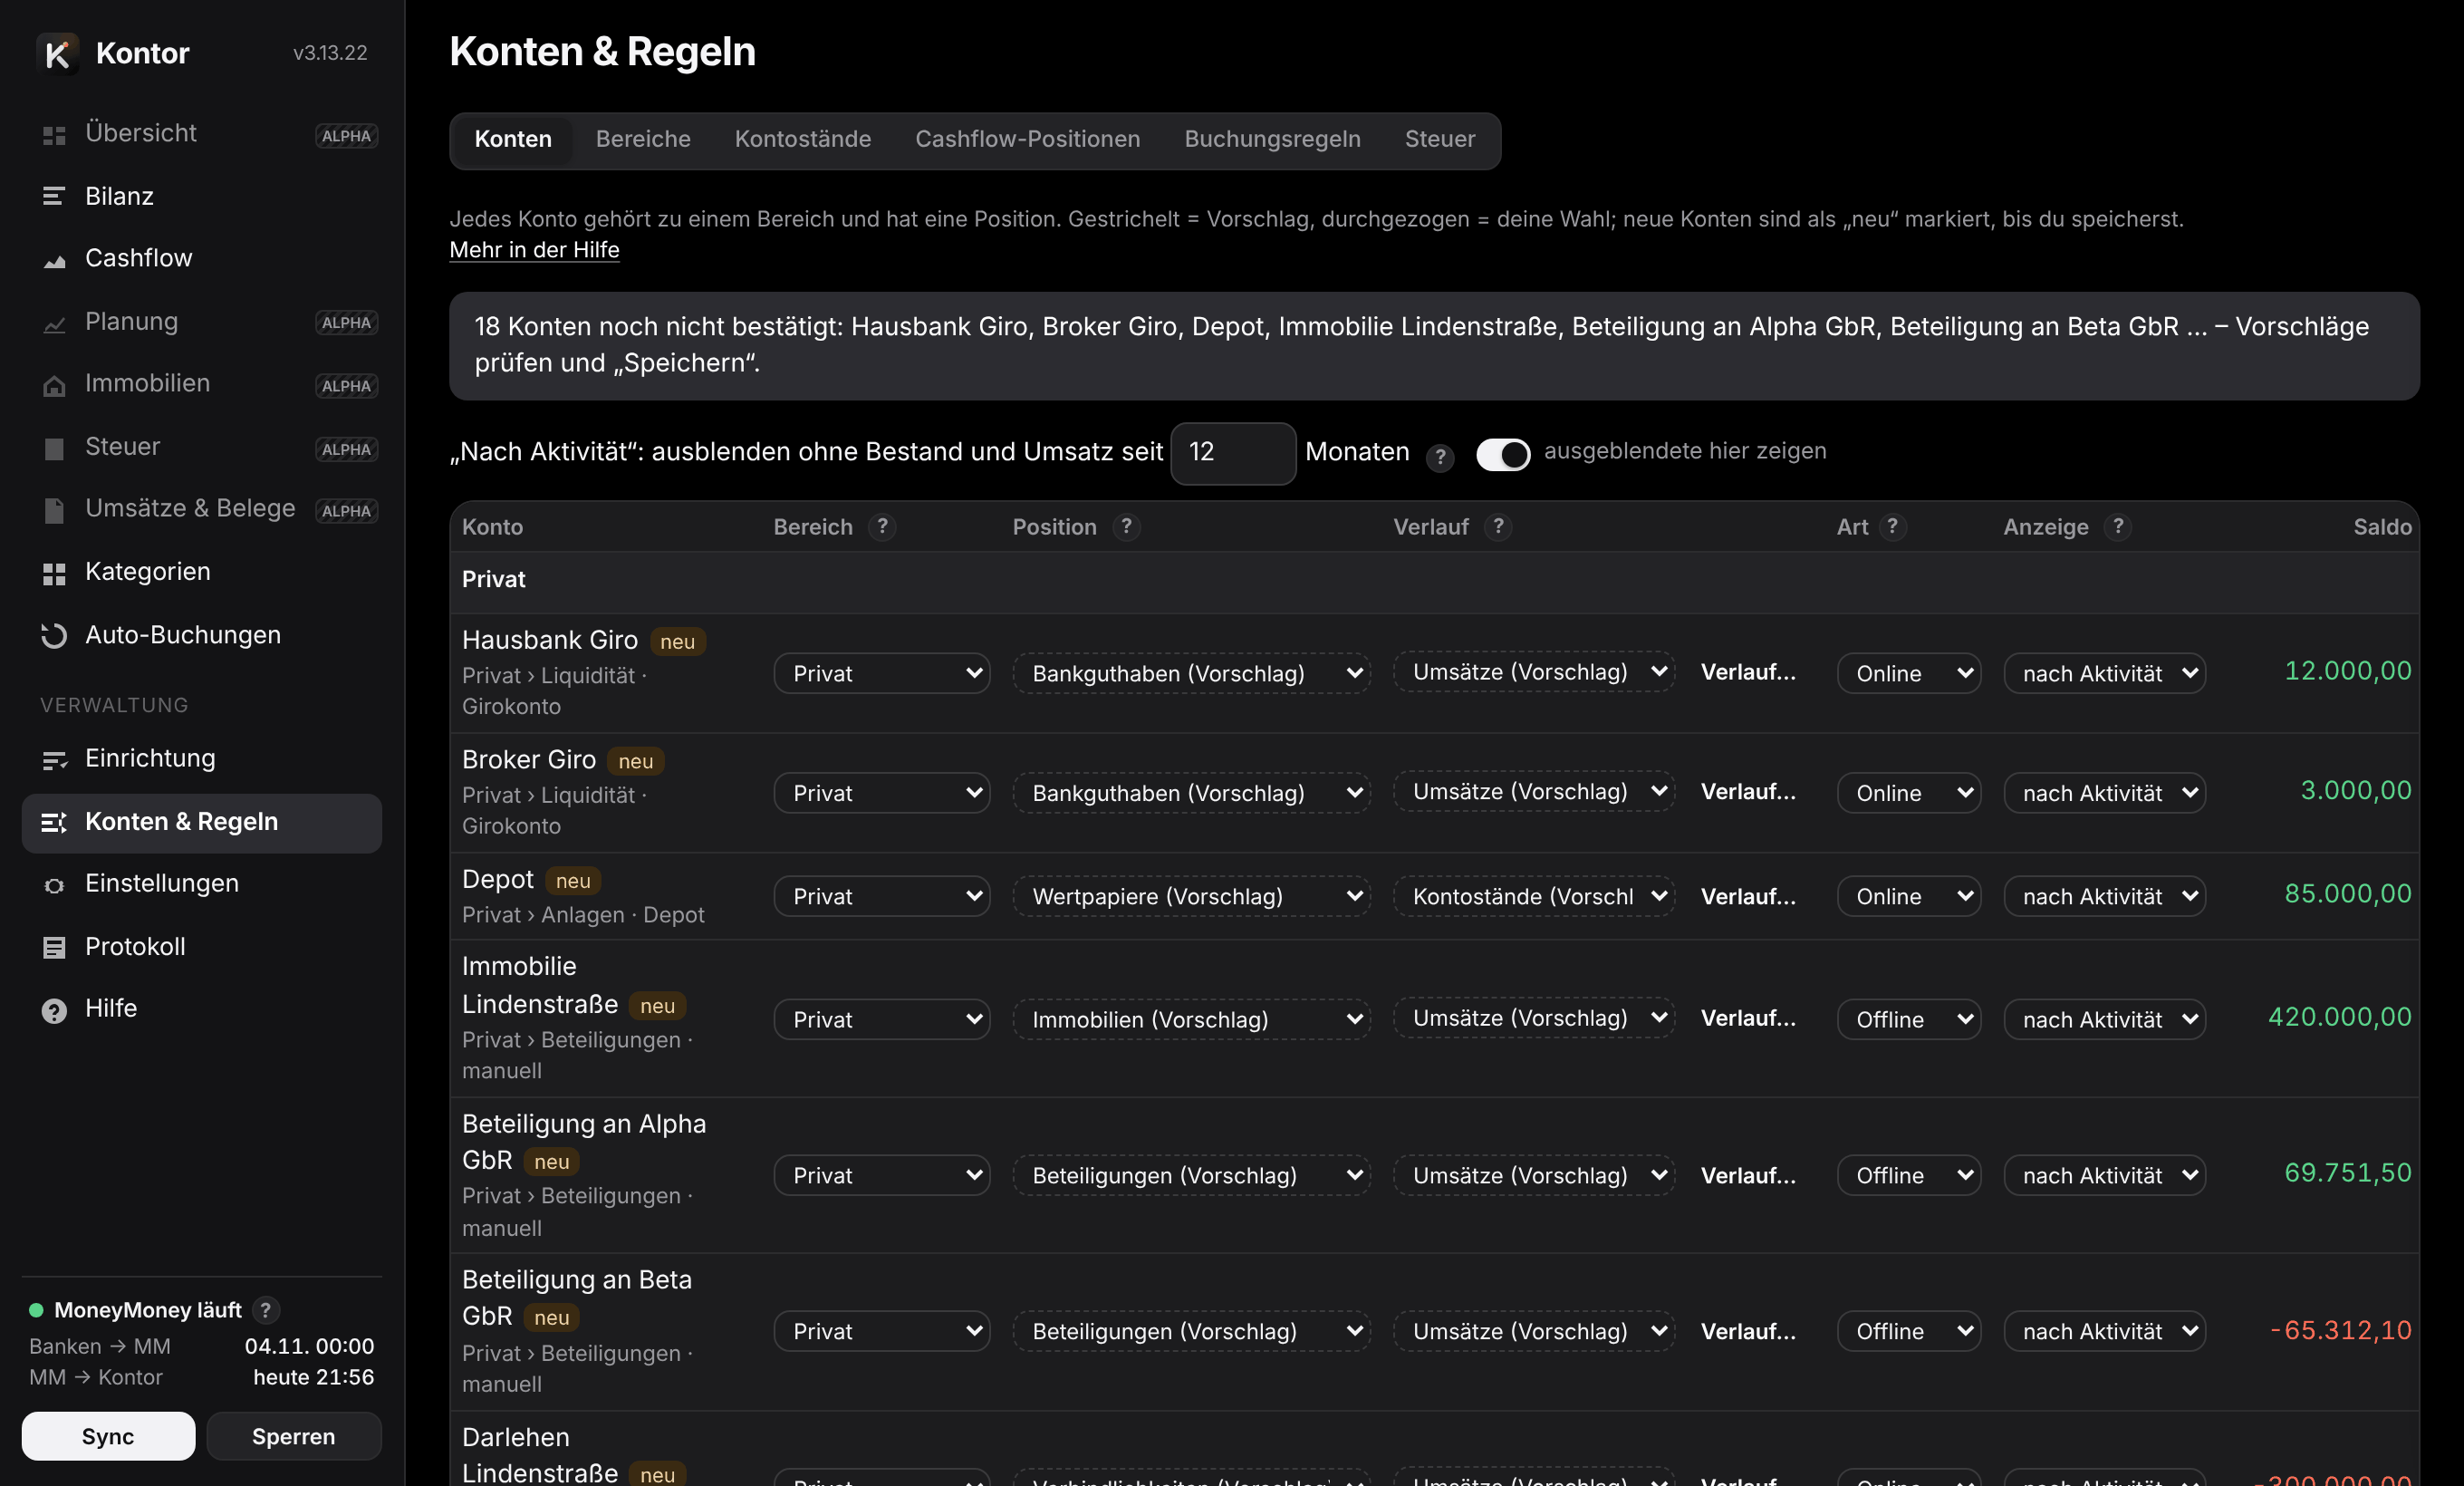 Kontor v3.13.22
Übersicht ALPHA
Bilanz
Cashflow
Planung ALPHA
Immobilien ALPHA
Steuer ALPHA
Umsätze & Belege ALPHA
Kategorien
Auto-Buchungen
VERWALTUNG
Einrichtung
Konten & Regeln
Einstellungen
Protokoll
Hilfe
MoneyMoney läuft ?
Banken → MM 04.11. 00:00
MM → Kontor heute 21:56
Sync Sperren
Konten & Regeln
Konten Bereiche Kontostände Cashflow-Positionen Buchungsregeln Steuer
Jedes Konto gehört zu einem Bereich und hat eine Position. Gestrichelt = Vorschlag, durchgezogen = deine Wahl; neue Konten sind als „neu“ markiert, bis du speicherst.
Mehr in der Hilfe
18 Konten noch nicht bestätigt: Hausbank Giro, Broker Giro, Depot, Immobilie Lindenstraße, Beteiligung an Alpha GbR, Beteiligung an Beta GbR ... – Vorschläge
prüfen und „Speichern“.
„Nach Aktivität“: ausblenden ohne Bestand und Umsatz seit 12 Monaten ? ausgeblendete hier zeigen
Konto Bereich ? Position ? Verlauf ? Art ? Anzeige ? Saldo
Privat
Hausbank Giro neu
Privat › Liquidität ·
Girokonto
Privat Bankguthaben (Vorschlag) Umsätze (Vorschlag) Verlauf... Online nach Aktivität 12.000,00
Broker Giro neu
Privat › Liquidität ·
Girokonto
Privat Bankguthaben (Vorschlag) Umsätze (Vorschlag) Verlauf... Online nach Aktivität 3.000,00
Depot neu
Privat › Anlagen · Depot
Privat Wertpapiere (Vorschlag) Kontostände (Vorschl Verlauf... Online nach Aktivität 85.000,00
Immobilie
Lindenstraße neu
Privat › Beteiligungen ·
manuell
Privat Immobilien (Vorschlag) Umsätze (Vorschlag) Verlauf... Offline nach Aktivität 420.000,00
Beteiligung an Alpha
GbR neu
Privat › Beteiligungen ·
manuell
Privat Beteiligungen (Vorschlag) Umsätze (Vorschlag) Verlauf... Offline nach Aktivität 69.751,50
Beteiligung an Beta
GbR neu
Privat › Beteiligungen ·
manuell
Privat Beteiligungen (Vorschlag) Umsätze (Vorschlag) Verlauf... Offline nach Aktivität -65.312,10
Darlehen
Lindenstraße neu